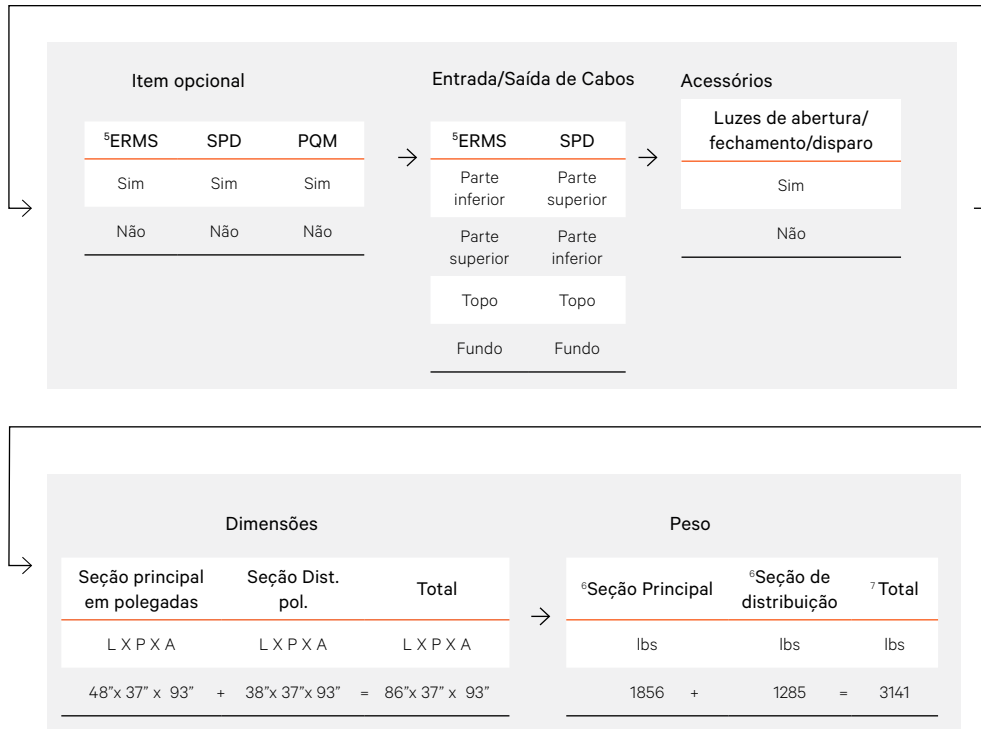 Item opcional
⁵ERMS SPD PQM
Sim Sim Sim
Não Não Não
Entrada/Saída de Cabos
⁵ERMS SPD
Parte inferior Parte superior
Parte superior Parte inferior
Topo Topo
Fundo Fundo
Acessórios
Luzes de abertura/
fechamento/disparo
Sim
Não
Dimensões
Seção principal em polegadas Seção Dist. pol. Total
L X P X A L X P X A L X P X A
48”x 37” x 93” + 38”x 37”x 93” = 86”x 37” x 93”
Peso
⁶Seção Principal ⁶Seção de distribuição ⁷Total
lbs lbs lbs
1856 + 1285 = 3141